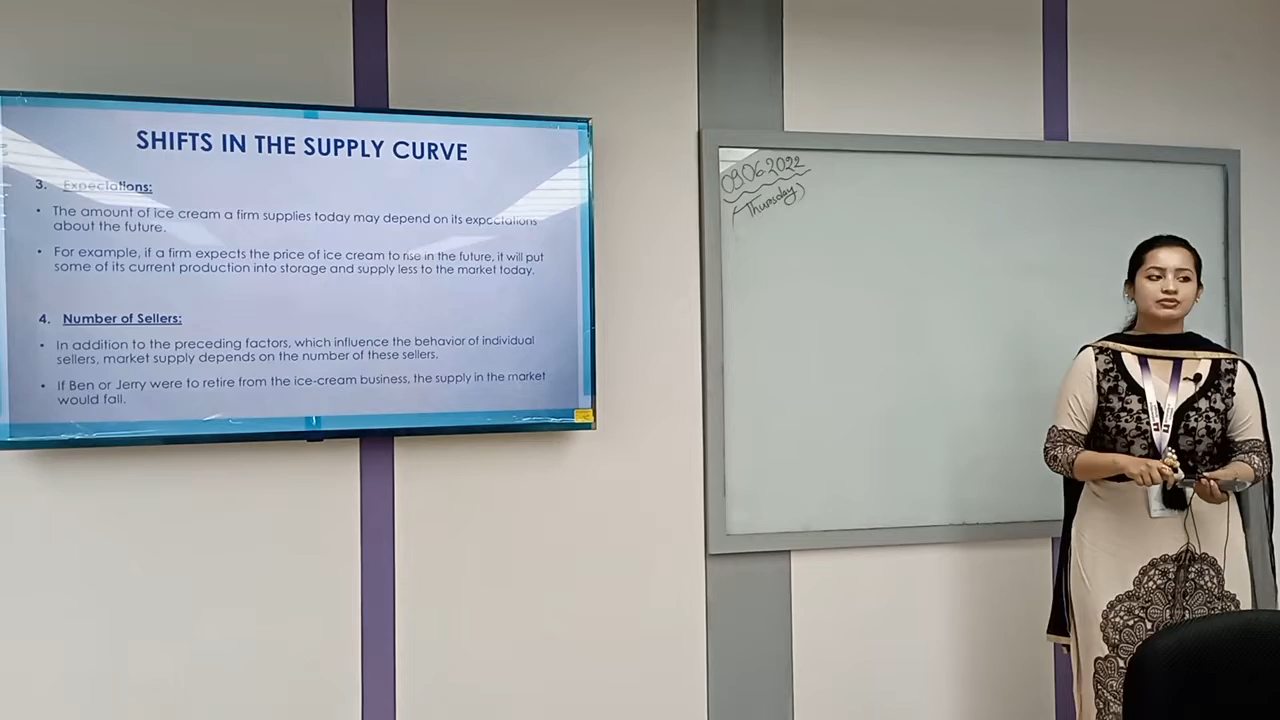 SHIFTS IN THE SUPPLY CURVE
3. Expectations:
• The amount of ice cream a firm supplies today may depend on its expectations
about the future.
• For example, if a firm expects the price of ice cream to rise in the future, it will put
some of its current production into storage and supply less to the market today.
4. Number of Sellers:
• In addition to the preceding factors, which influence the behavior of individual
sellers, market supply depends on the number of these sellers.
• If Ben or Jerry were to retire from the ice-cream business, the supply in the market
would fall.
09.06.2022
(Thursday)